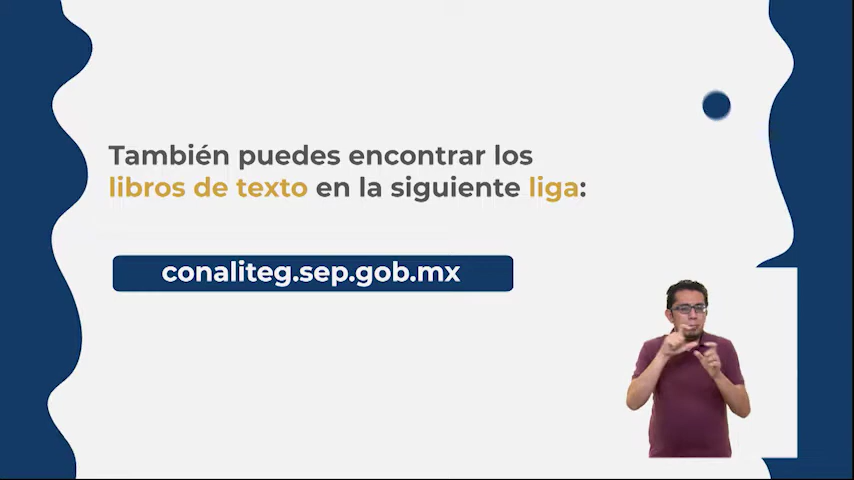 También puedes encontrar los
libros de texto en la siguiente liga:
conaliteg.sep.gob.mx